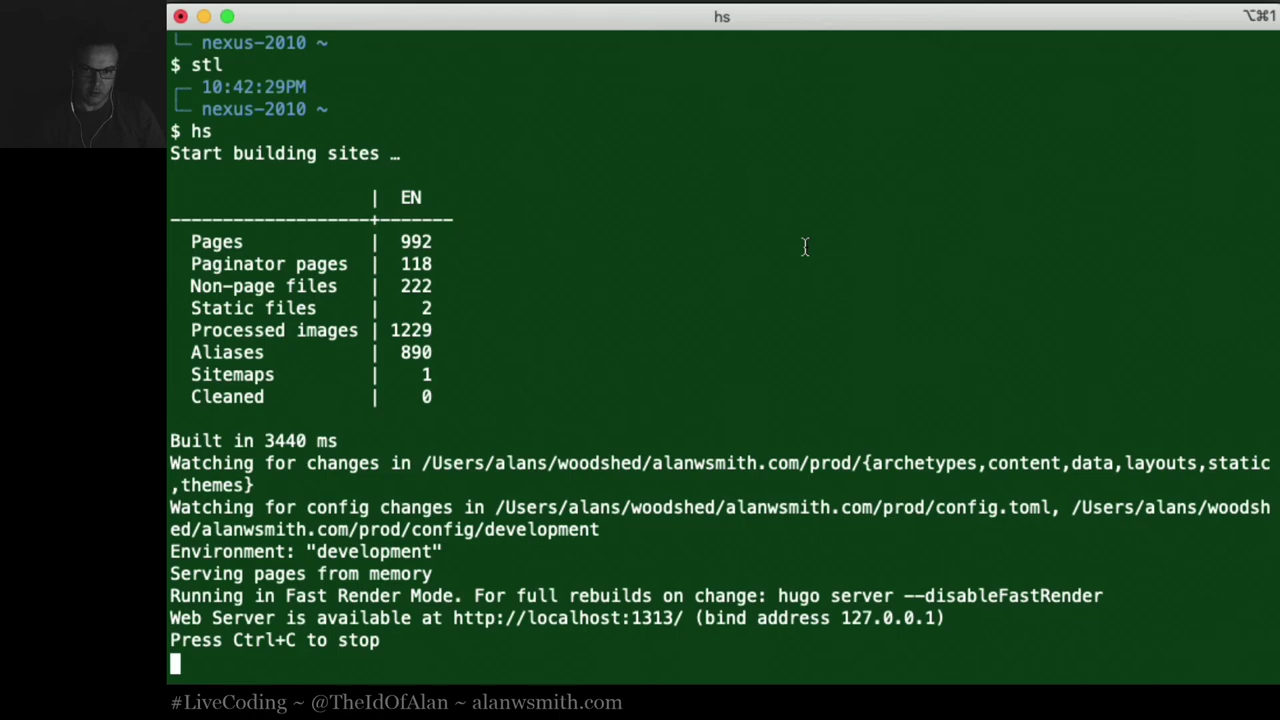 hs
⌥⌘1
└─ nexus-2010 ~
$ stl
┌─ 10:42:29PM
└─ nexus-2010 ~
$ hs
Start building sites …
| EN
-------------------+-------
Pages | 992
Paginator pages | 118
Non-page files | 222
Static files | 2
Processed images | 1229
Aliases | 890
Sitemaps | 1
Cleaned | 0
Built in 3440 ms
Watching for changes in /Users/alans/woodshed/alanwsmith.com/prod/{archetypes,content,data,layouts,static
,themes}
Watching for config changes in /Users/alans/woodshed/alanwsmith.com/prod/config.toml, /Users/alans/woodsh
ed/alanwsmith.com/prod/config/development
Environment: "development"
Serving pages from memory
Running in Fast Render Mode. For full rebuilds on change: hugo server --disableFastRender
Web Server is available at http://localhost:1313/ (bind address 127.0.0.1)
Press Ctrl+C to stop
#LiveCoding ~ @TheIdOfAlan ~ alanwsmith.com